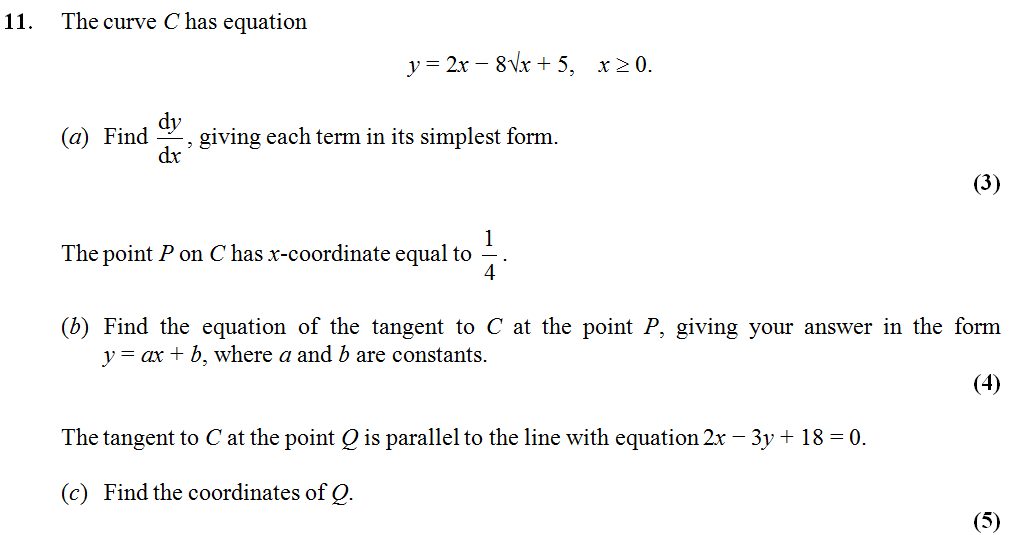 11. The curve C has equation
y = 2x − 8√x + 5, x ≥ 0.
(a) Find dy/dx, giving each term in its simplest form.
(3)
The point P on C has x-coordinate equal to 1/4.
(b) Find the equation of the tangent to C at the point P, giving your answer in the form
y = ax + b, where a and b are constants.
(4)
The tangent to C at the point Q is parallel to the line with equation 2x − 3y + 18 = 0.
(c) Find the coordinates of Q.
(5)